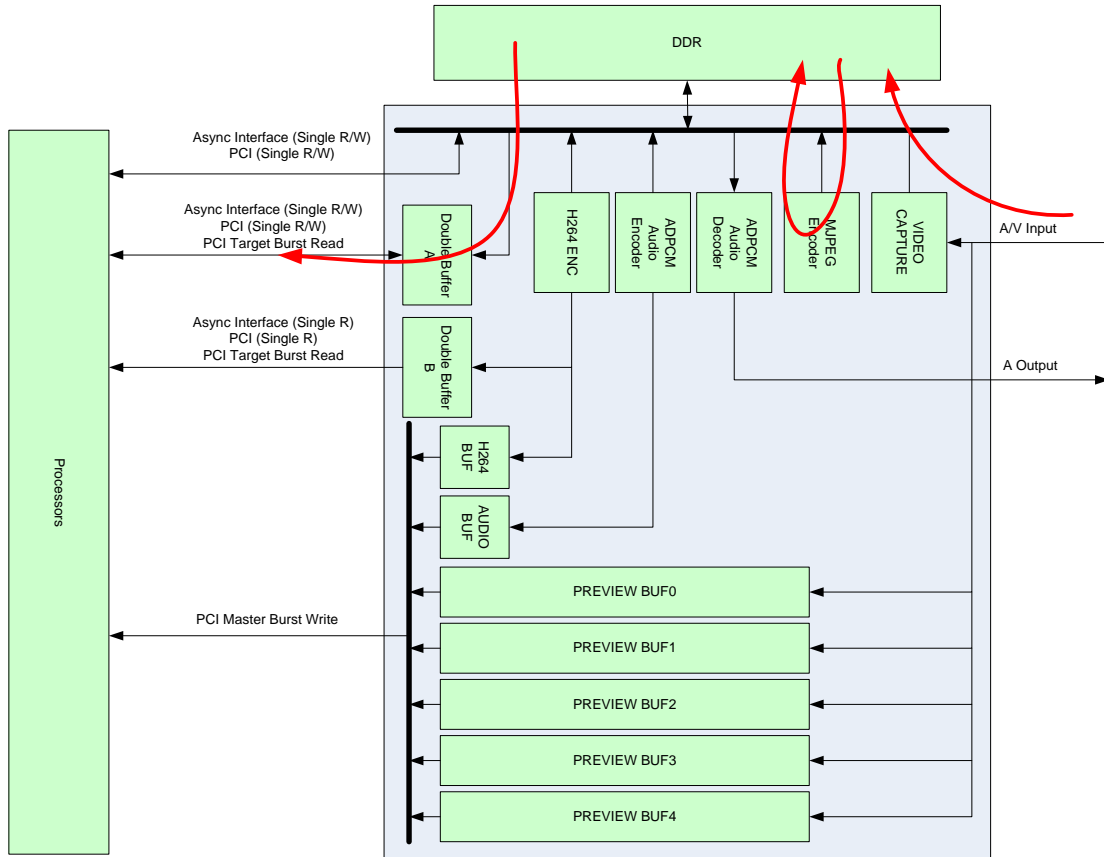 DDR
Async Interface (Single R/W)
PCI (Single R/W)
Async Interface (Single R/W)
PCI (Single R/W)
PCI Target Burst Read
Async Interface (Single R)
PCI (Single R)
PCI Target Burst Read
Processors
PCI Master Burst Write
Double Buffer
A
Double Buffer
B
H264 ENC
ADPCM
Audio
Encoder
ADPCM
Audio
Decoder
MJPEG
Encoder
VIDEO
CAPTURE
A/V Input
A Output
H264
BUF
AUDIO
BUF
PREVIEW BUF0
PREVIEW BUF1
PREVIEW BUF2
PREVIEW BUF3
PREVIEW BUF4